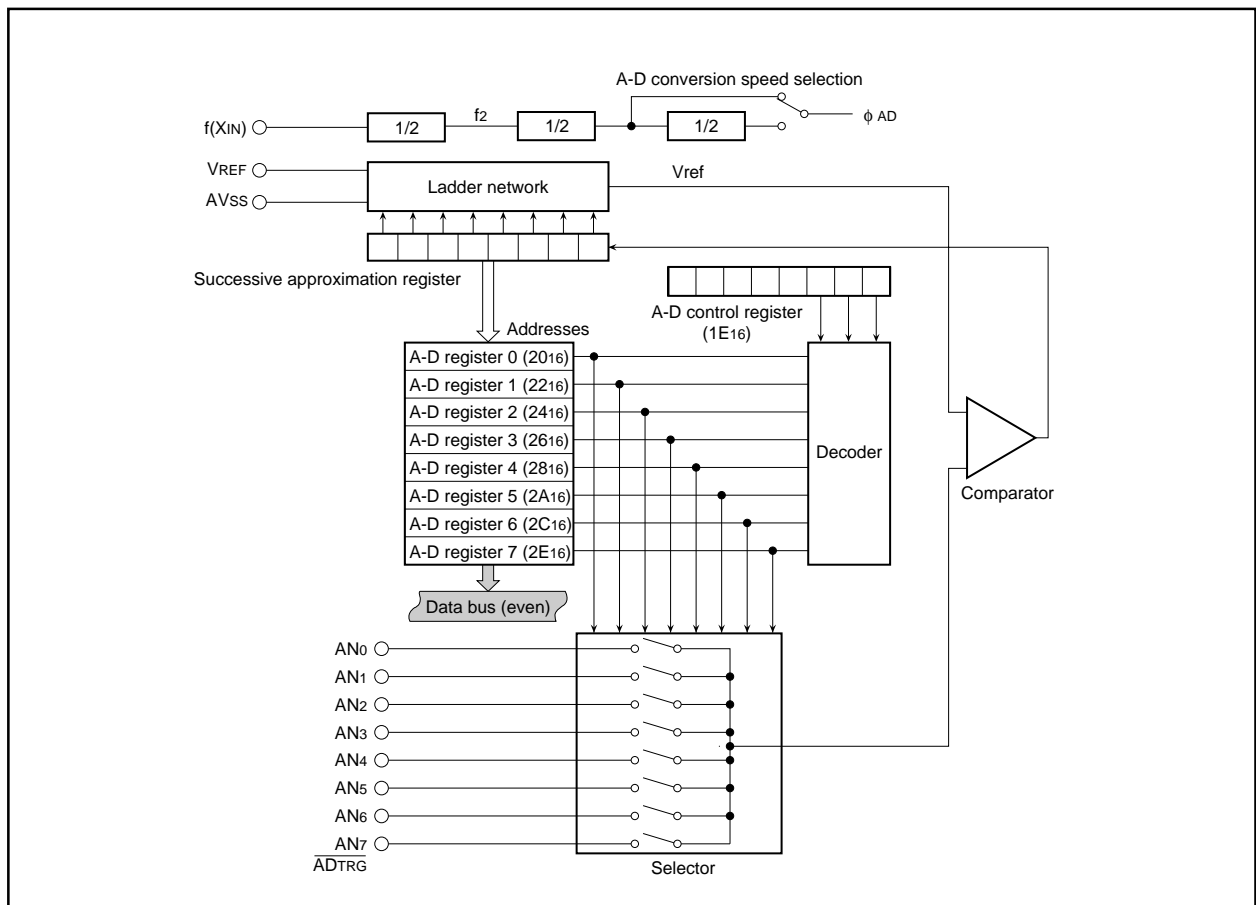 A-D conversion speed selection
f(XIN)
1/2
f2
1/2
1/2
ϕ AD
VREF
AVSS
Ladder network
Vref
Successive approximation register
A-D control register
(1E16)
Addresses
A-D register 0 (2016)
A-D register 1 (2216)
A-D register 2 (2416)
A-D register 3 (2616)
A-D register 4 (2816)
A-D register 5 (2A16)
A-D register 6 (2C16)
A-D register 7 (2E16)
Decoder
Comparator
Data bus (even)
AN0
AN1
AN2
AN3
AN4
AN5
AN6
AN7
ADTRG
Selector